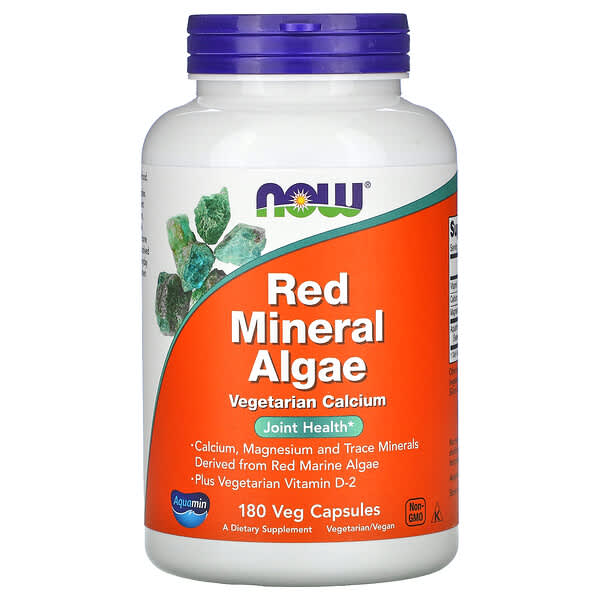 NOW®
Red
Mineral
Algae
Vegetarian Calcium
Joint Health*
•Calcium, Magnesium and Trace Minerals
Derived from Red Marine Algae
•Plus Vegetarian Vitamin D-2
Aquamin
180 Veg Capsules
A Dietary Supplement Vegetarian/Vegan
Non-
GMO
K